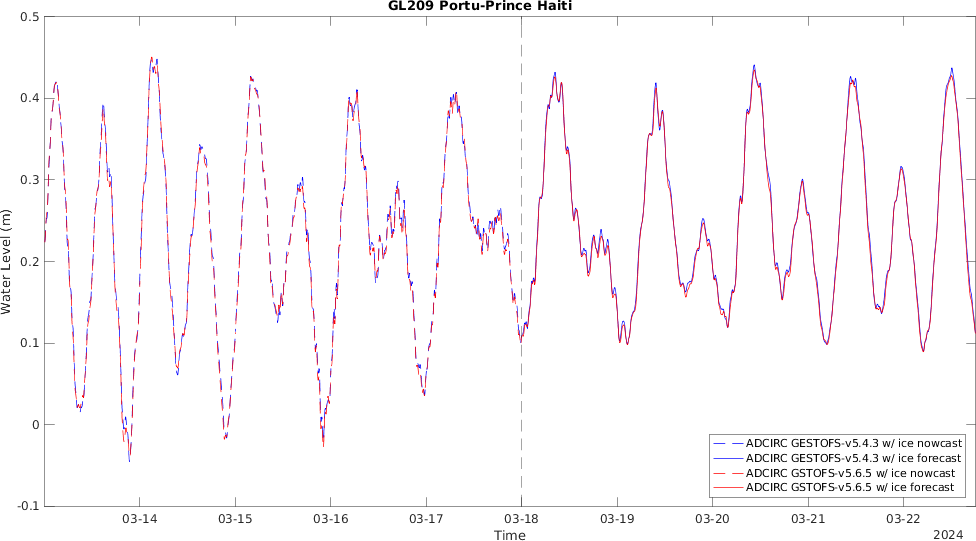 GL209 Portu-Prince Haiti
0.5
0.4
0.3
0.2
0.1
0
-0.1
Water Level (m)
03-14 03-15 03-16 03-17 03-18 03-19 03-20 03-21 03-22
Time
2024
ADCIRC GESTOFS-v5.4.3 w/ ice nowcast
ADCIRC GESTOFS-v5.4.3 w/ ice forecast
ADCIRC GSTOFS-v5.6.5 w/ ice nowcast
ADCIRC GSTOFS-v5.6.5 w/ ice forecast